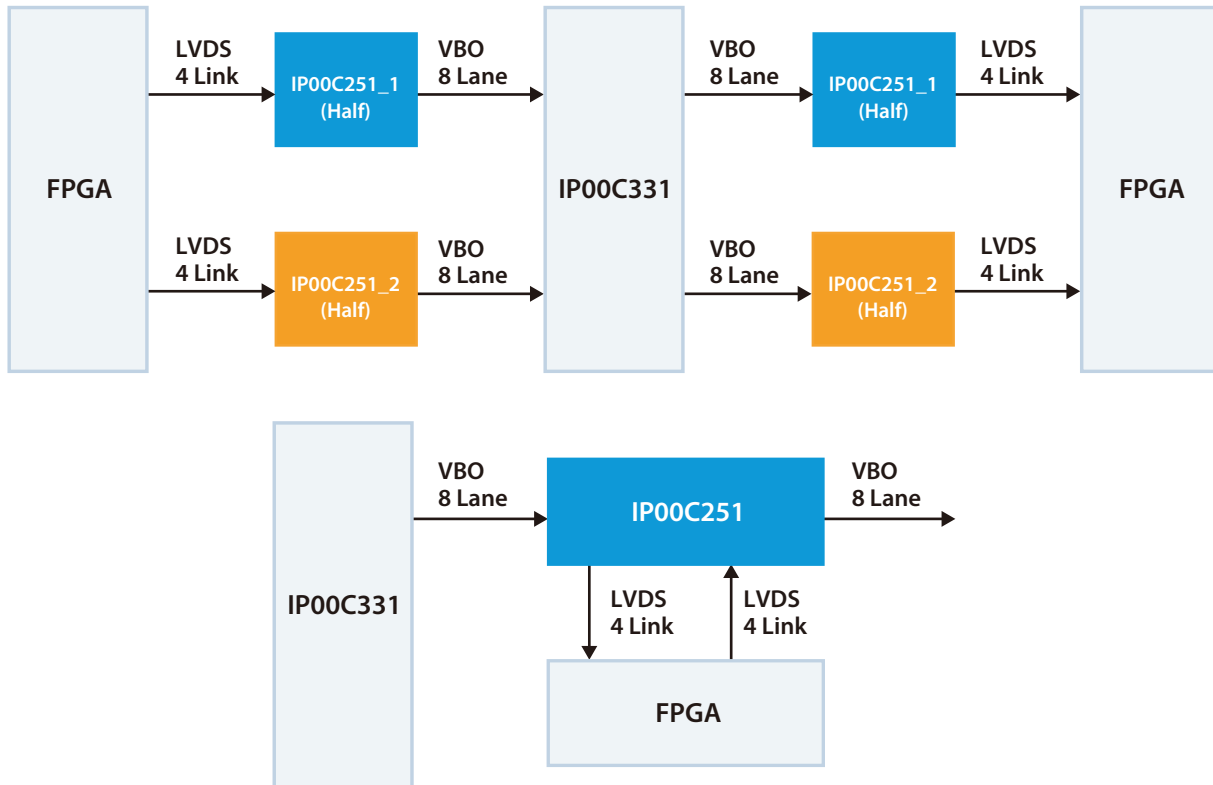 LVDS
4 Link
IP00C251_1
(Half)
VBO
8 Lane
VBO
8 Lane
IP00C251_1
(Half)
LVDS
4 Link
FPGA
IP00C331
FPGA
LVDS
4 Link
IP00C251_2
(Half)
VBO
8 Lane
VBO
8 Lane
IP00C251_2
(Half)
LVDS
4 Link
IP00C331
VBO
8 Lane
IP00C251
VBO
8 Lane
LVDS
4 Link
LVDS
4 Link
FPGA